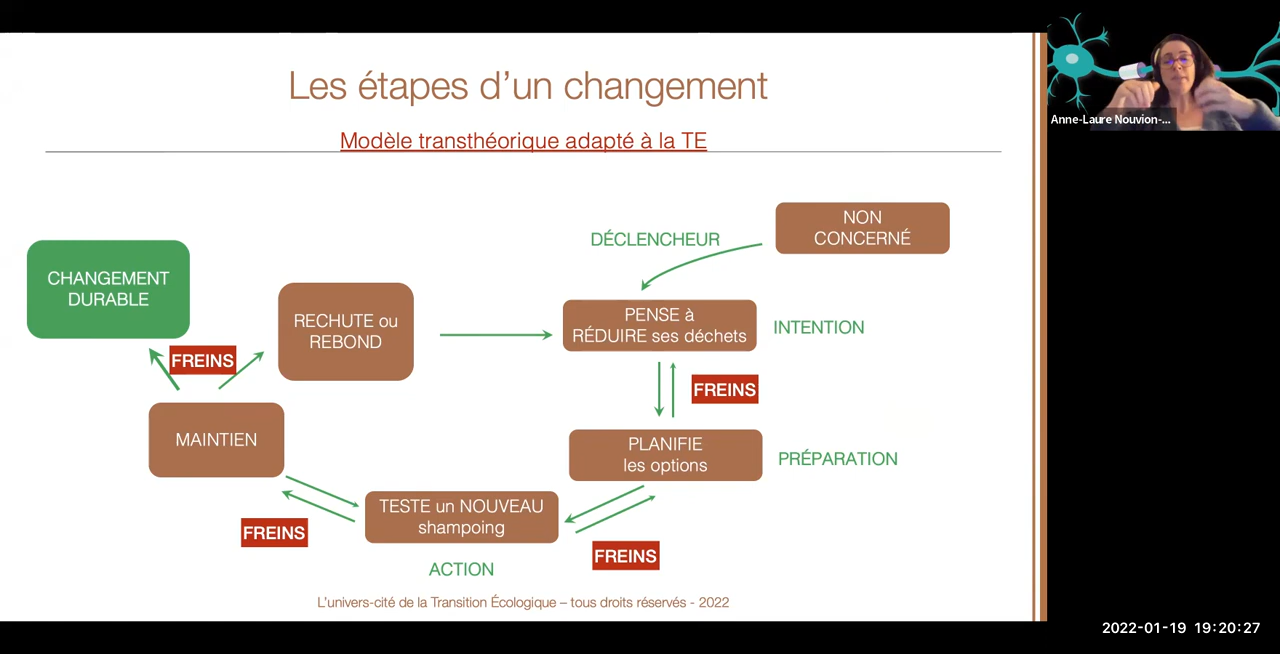 Les étapes d’un changement
Modèle transthéorique adapté à la TE
NON
CONCERNÉ
DÉCLENCHEUR
CHANGEMENT
DURABLE
RECHUTE ou
REBOND
PENSE à
RÉDUIRE ses déchets
INTENTION
FREINS
FREINS
MAINTIEN
PLANIFIE
les options
PRÉPARATION
TESTE un NOUVEAU
shampoing
FREINS
FREINS
ACTION
L’univers-cité de la Transition Écologique – tous droits réservés - 2022
Anne-Laure Nouvion-...
2022-01-19 19:20:27